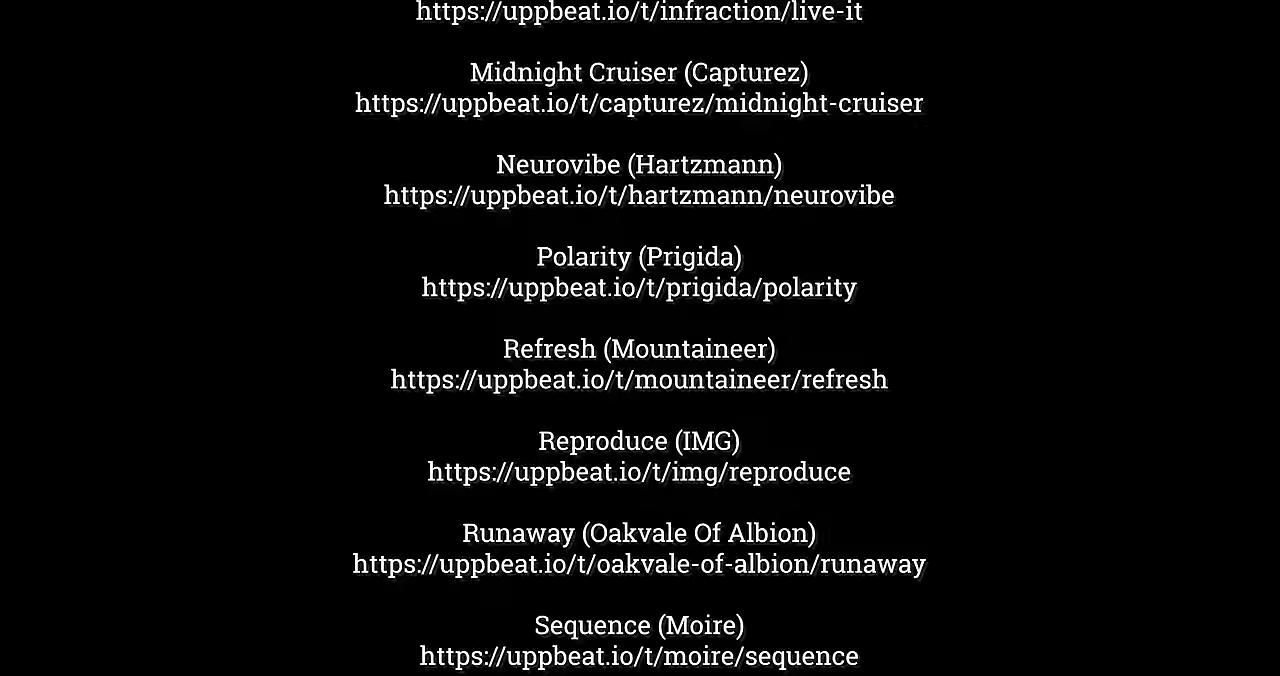 https://uppbeat.io/t/infraction/live-it
Midnight Cruiser (Capturez)
https://uppbeat.io/t/capturez/midnight-cruiser
Neurovibe (Hartzmann)
https://uppbeat.io/t/hartzmann/neurovibe
Polarity (Prigida)
https://uppbeat.io/t/prigida/polarity
Refresh (Mountaineer)
https://uppbeat.io/t/mountaineer/refresh
Reproduce (IMG)
https://uppbeat.io/t/img/reproduce
Runaway (Oakvale Of Albion)
https://uppbeat.io/t/oakvale-of-albion/runaway
Sequence (Moire)
https://uppbeat.io/t/moire/sequence